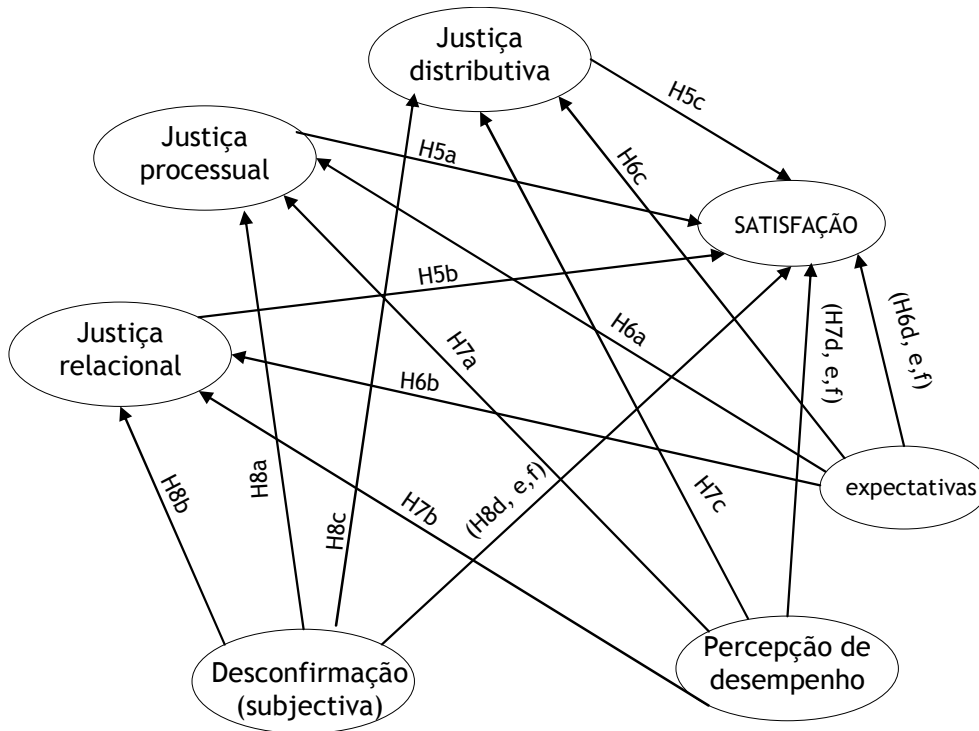 Justiça
distributiva
H5c
Justiça
processual
H5a
H6c
SATISFAÇÃO
H5b
Justiça
relacional
H7a
H6a
(H7d, e,f)
(H6d, e,f)
H6b
H8b
H8a
H8c
H7b
(H8d, e,f)
H7c
expectativas
Desconfirmação
(subjectiva)
Percepção de
desempenho